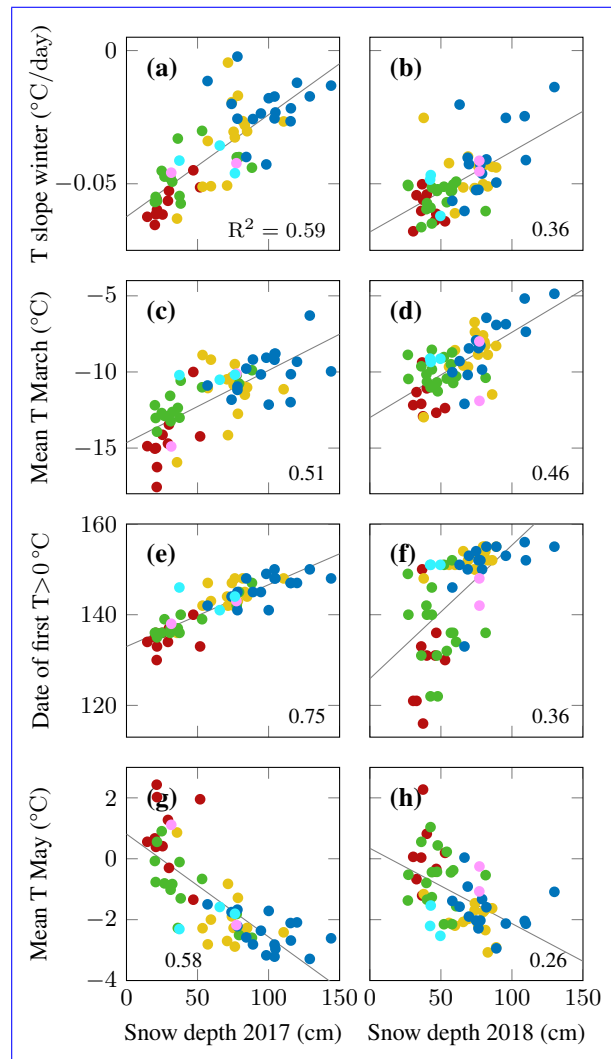 0
−0.05
T slope winter (°C/day)
(a)
R² = 0.59
(b)
0.36
−5
−10
−15
Mean T March (°C)
(c)
0.51
(d)
0.46
160
140
120
Date of first T>0 °C
(e)
0.75
(f)
0.36
2
0
−2
−4
Mean T May (°C)
(g)
0.58
(h)
0.26
0 50 100 0 50 100 150
Snow depth 2017 (cm) Snow depth 2018 (cm)